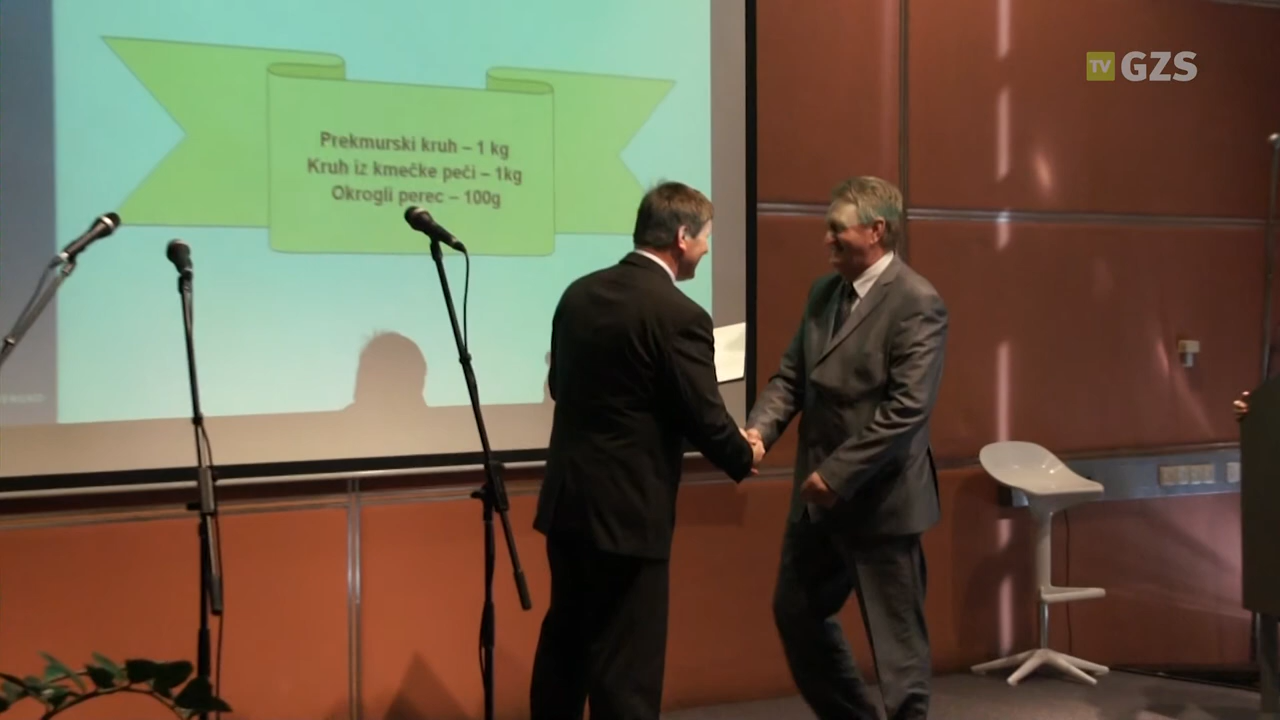 TV GZS
Prekmurski kruh – 1 kg
Kruh iz kmečke peči – 1kg
Okrogli perec – 100g